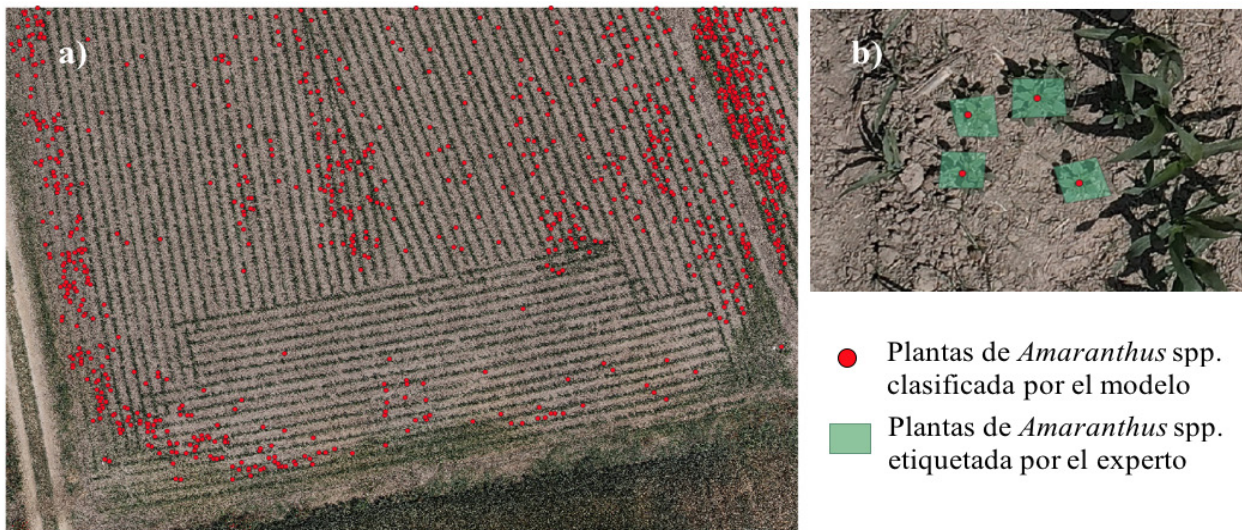 a)
b)
Plantas de Amaranthus spp.
clasificada por el modelo
Plantas de Amaranthus spp.
etiquetada por el experto